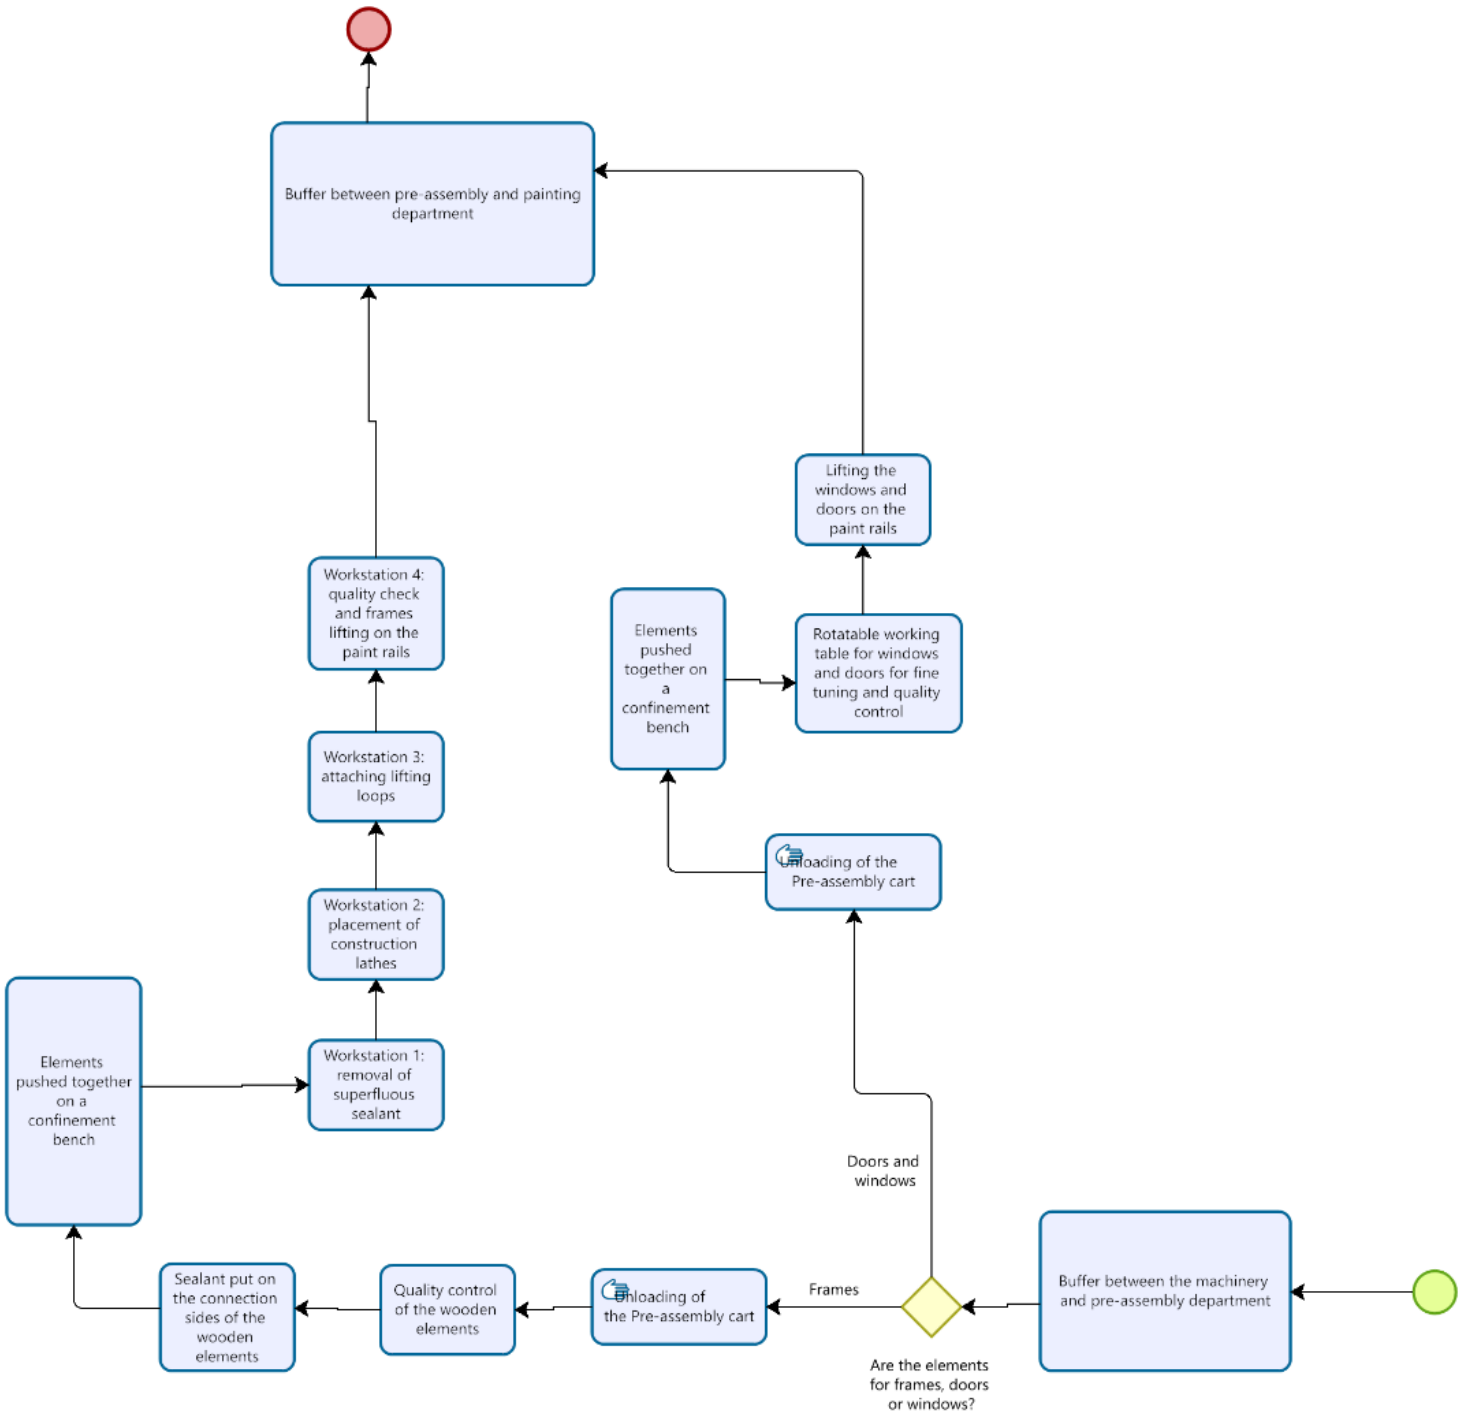 Buffer between pre-assembly and painting
department
Lifting the
windows and
doors on the
paint rails
Workstation 4:
quality check
and frames
lifting on the
paint rails
Elements
pushed
together on
a
confinement
bench
Rotatable working
table for windows
and doors for fine
tuning and quality
control
Workstation 3:
attaching lifting
loops
Unloading of the
Pre-assembly cart
Workstation 2:
placement of
construction
lathes
Elements
pushed together
on a
confinement
bench
Workstation 1:
removal of
superfluous
sealant
Doors and
windows
Sealant put on
the connection
sides of the
wooden
elements
Quality control
of the wooden
elements
Unloading of
the Pre-assembly cart
Frames
Buffer between the machinery
and pre-assembly department
Are the elements
for frames, doors
or windows?